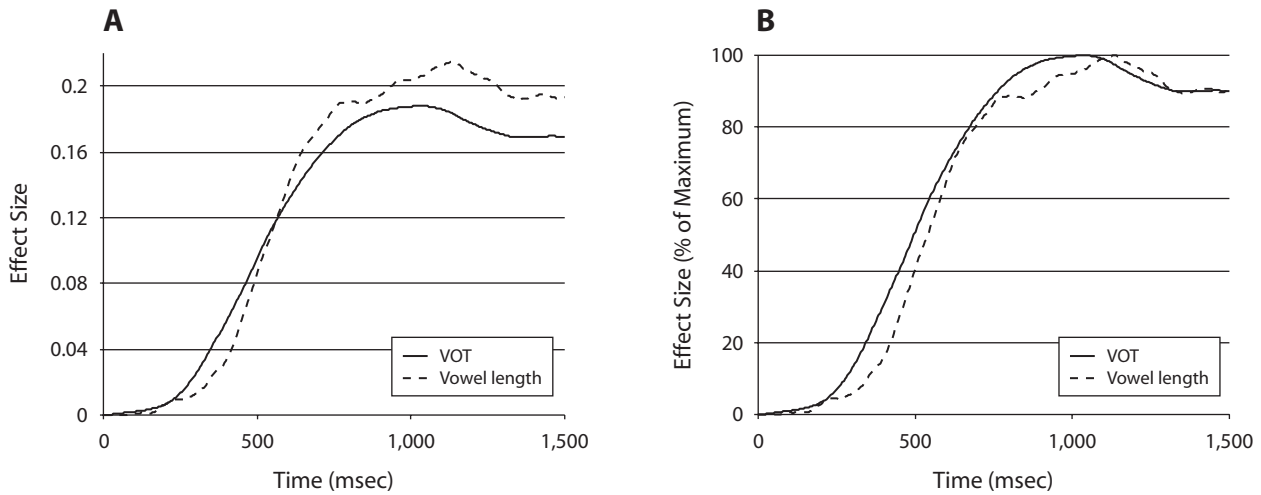 A
Effect Size
0.2
0.16
0.12
0.08
0.04
0
0
500
1,000
1,500
Time (msec)
VOT
Vowel length
B
Effect Size (% of Maximum)
100
80
60
40
20
0
0
500
1,000
1,500
Time (msec)
VOT
Vowel length